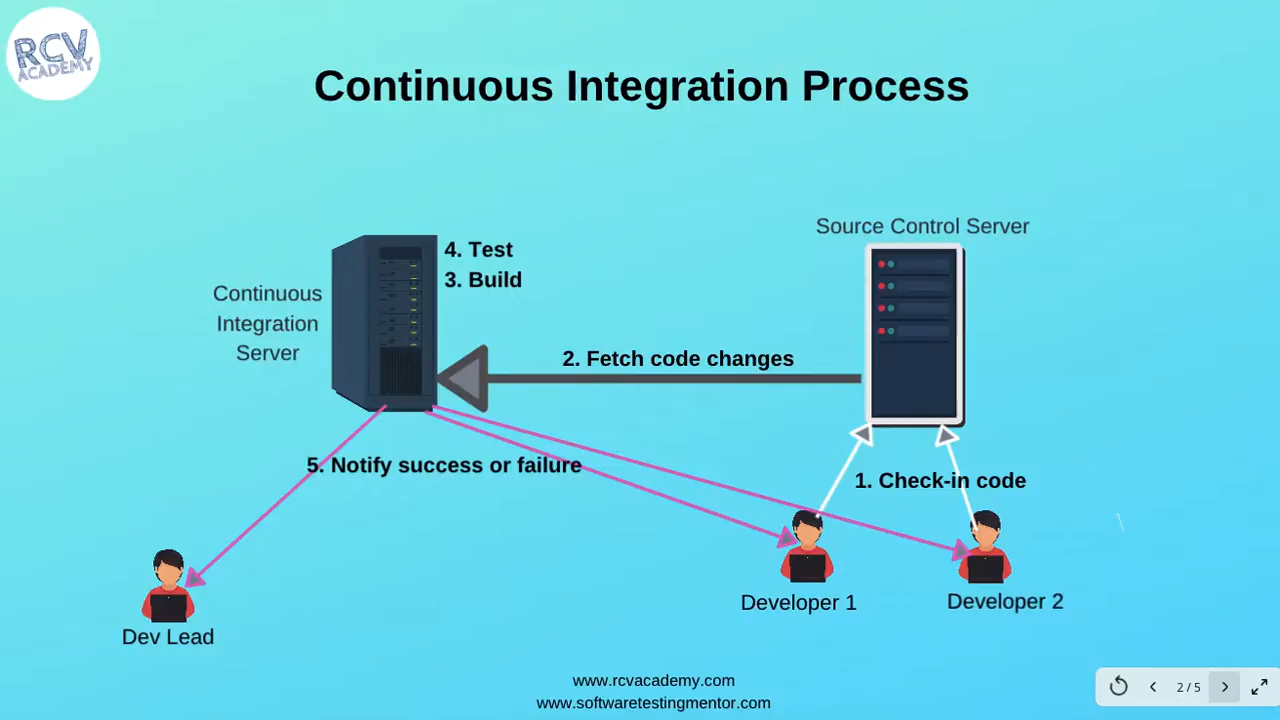 RCV
ACADEMY
Continuous Integration Process
Source Control Server
4. Test
3. Build
Continuous
Integration
Server
2. Fetch code changes
5. Notify success or failure
1. Check-in code
Developer 1
Developer 2
Dev Lead
www.rcvacademy.com
www.softwaretestingmentor.com
2 / 5